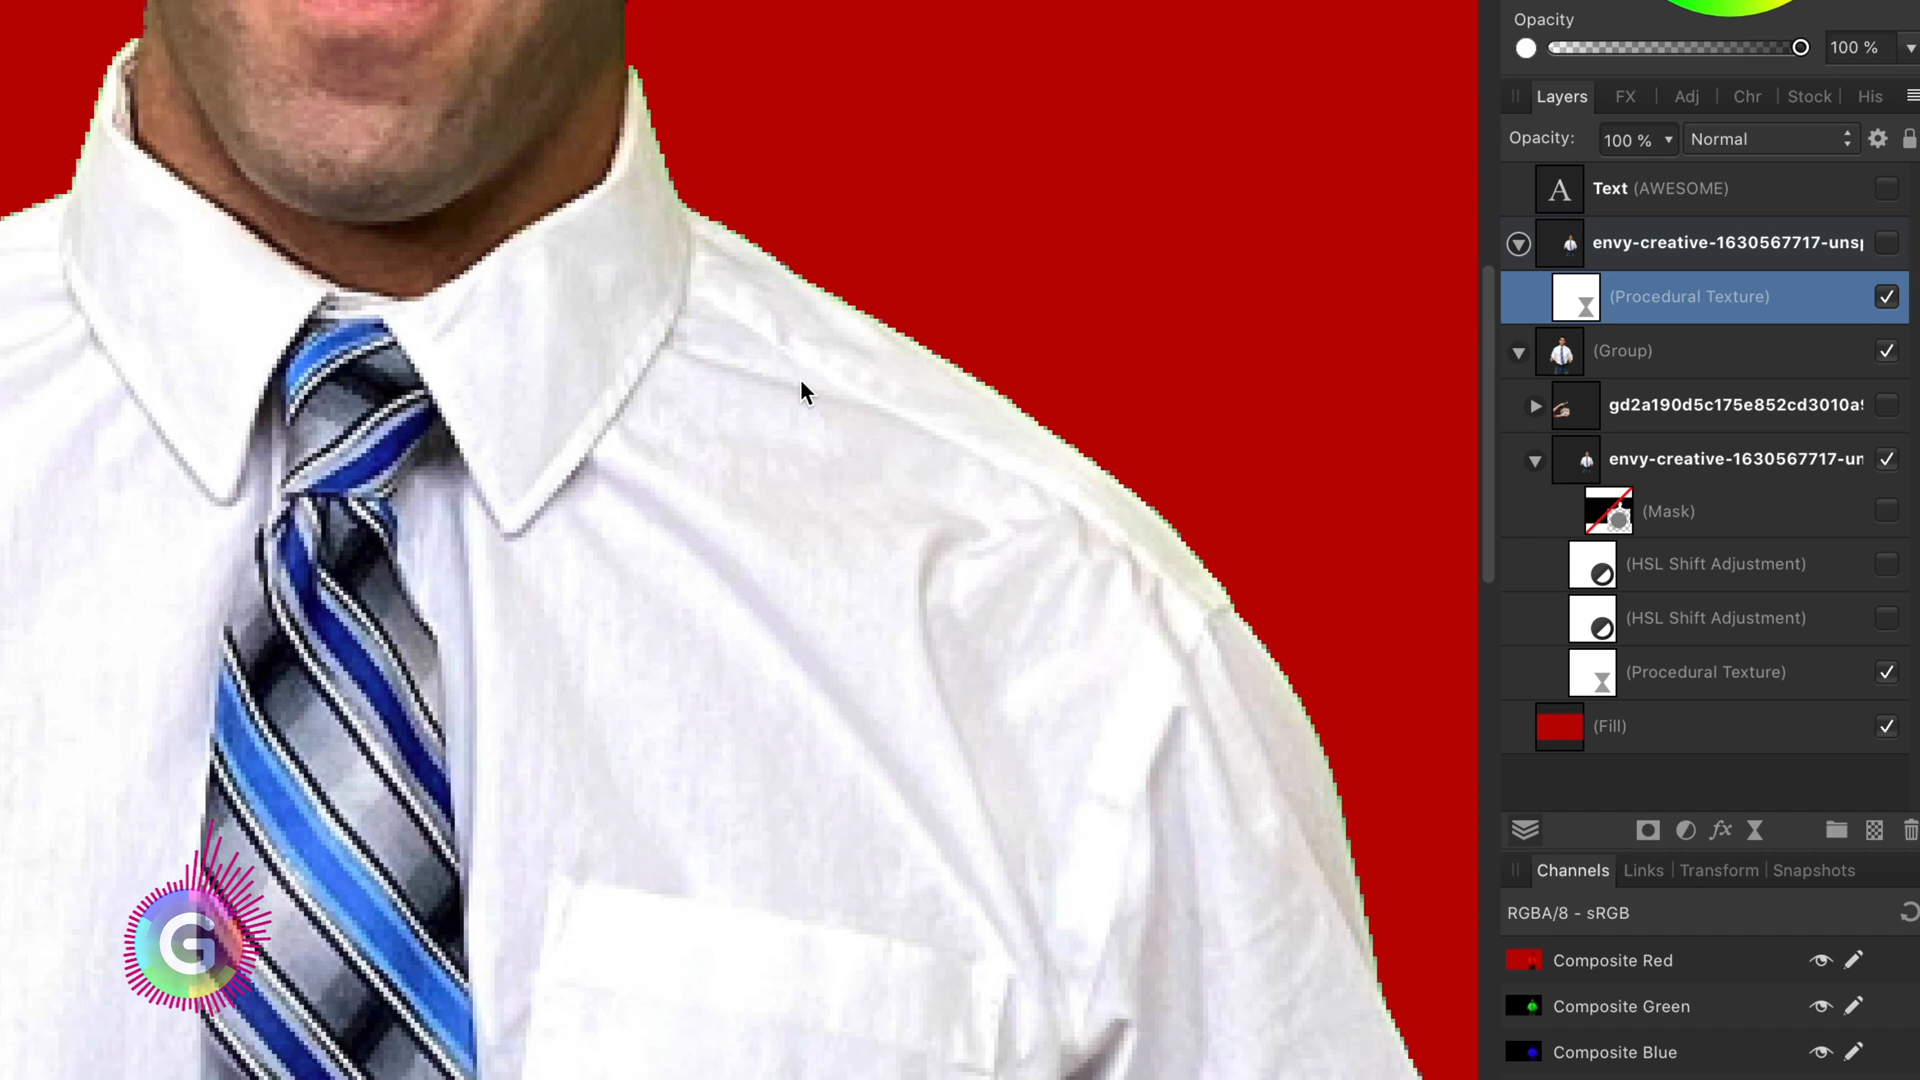 Opacity
100 %
Layers FX Adj Chr Stock His
Opacity: 100 % Normal
A Text (AWESOME)
envy-creative-1630567717-unsp
(Procedural Texture)
(Group)
gd2a190d5c175e852cd3010a
envy-creative-1630567717-un
(Mask)
(HSL Shift Adjustment)
(HSL Shift Adjustment)
(Procedural Texture)
(Fill)
fx
Channels Links Transform Snapshots
RGBA/8 - sRGB
Composite Red
Composite Green
Composite Blue
G